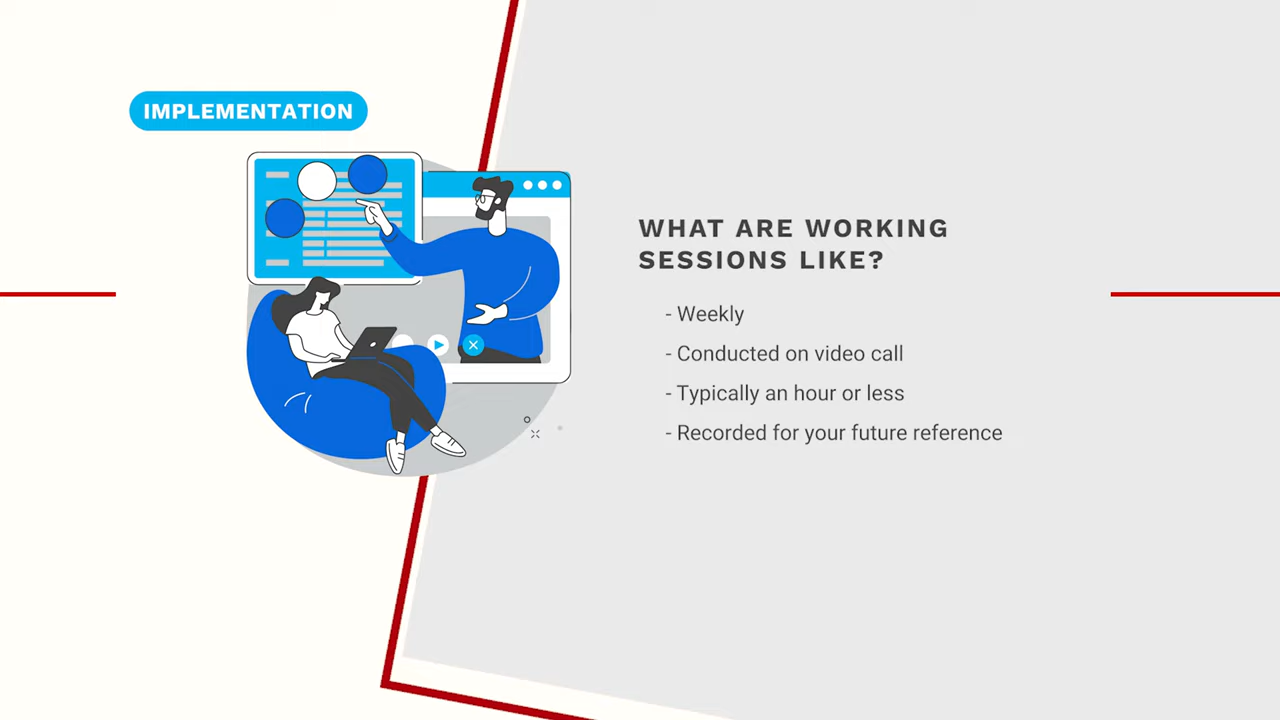 IMPLEMENTATION
WHAT ARE WORKING
SESSIONS LIKE?
- Weekly
- Conducted on video call
- Typically an hour or less
- Recorded for your future reference